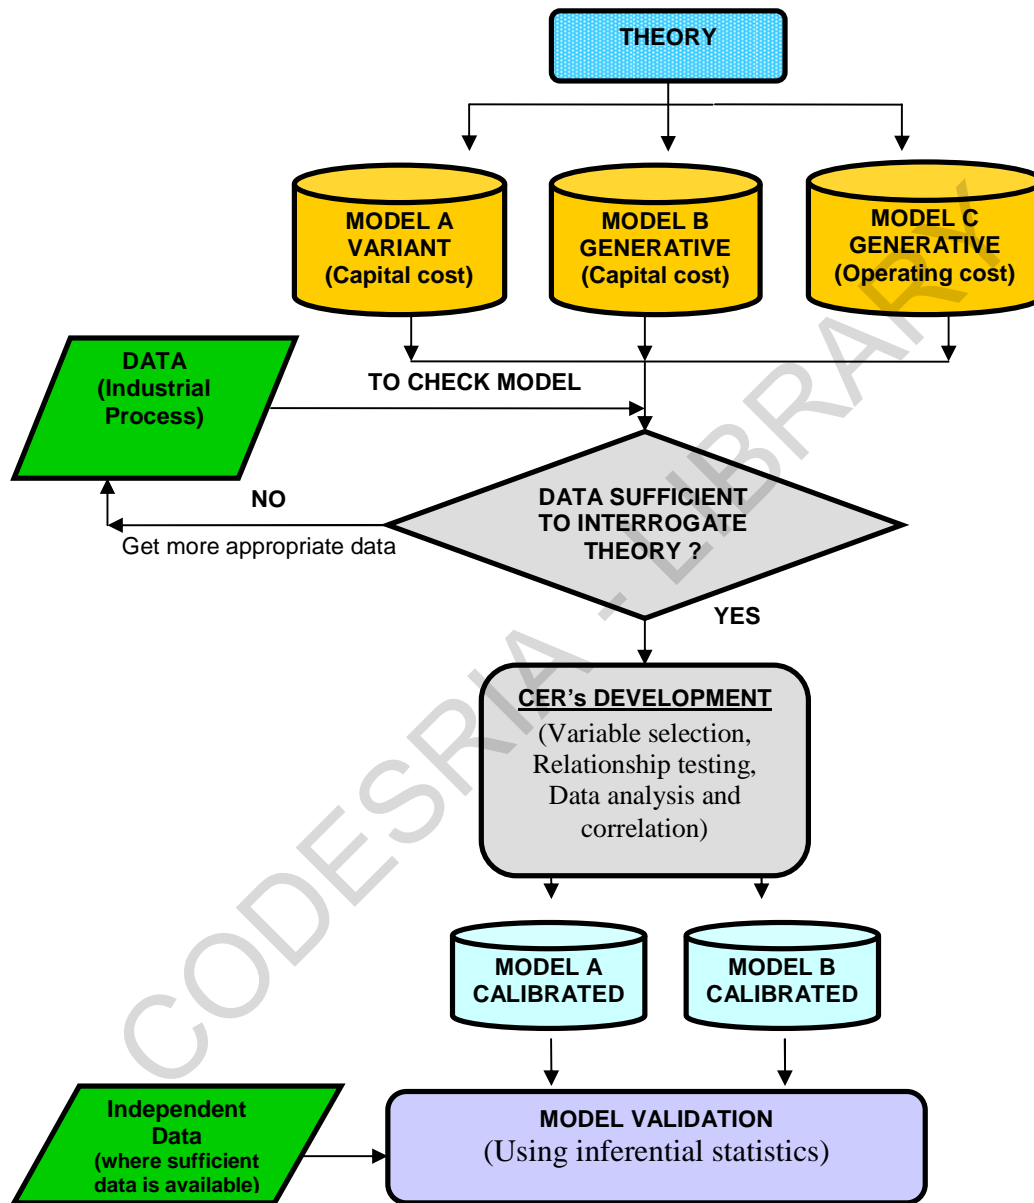 THEORY
MODEL A
VARIANT
(Capital cost)
MODEL B
GENERATIVE
(Capital cost)
MODEL C
GENERATIVE
(Operating cost)
DATA
(Industrial
Process)
TO CHECK MODEL
DATA SUFFICIENT
TO INTERROGATE
THEORY ?
NO
Get more appropriate data
YES
CER's DEVELOPMENT
(Variable selection,
Relationship testing,
Data analysis and
correlation)
MODEL A
CALIBRATED
MODEL B
CALIBRATED
Independent
Data
(where sufficient
data is available)
MODEL VALIDATION
(Using inferential statistics)
CODESRIA - LIBRARY